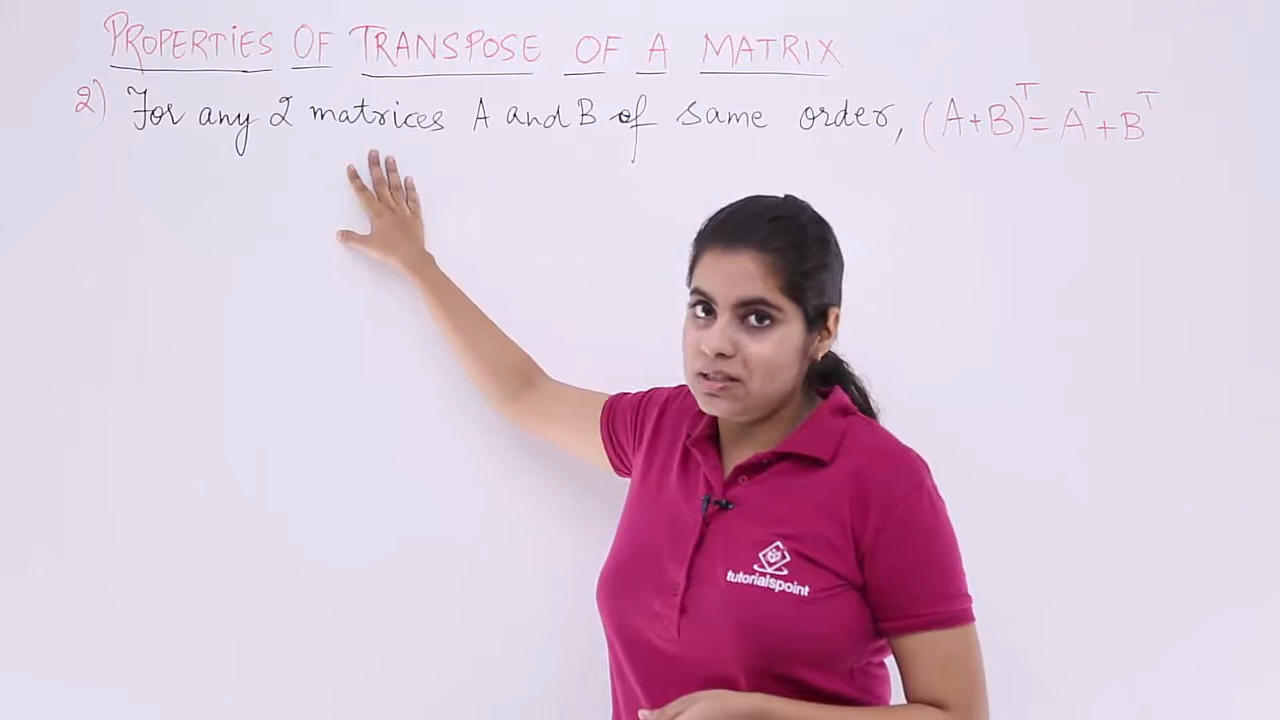 PROPERTIES OF TRANSPOSE OF A MATRIX
2) For any 2 matrices A and B of same order, (A+B)ᵀ = Aᵀ + Bᵀ
tutorialspoint